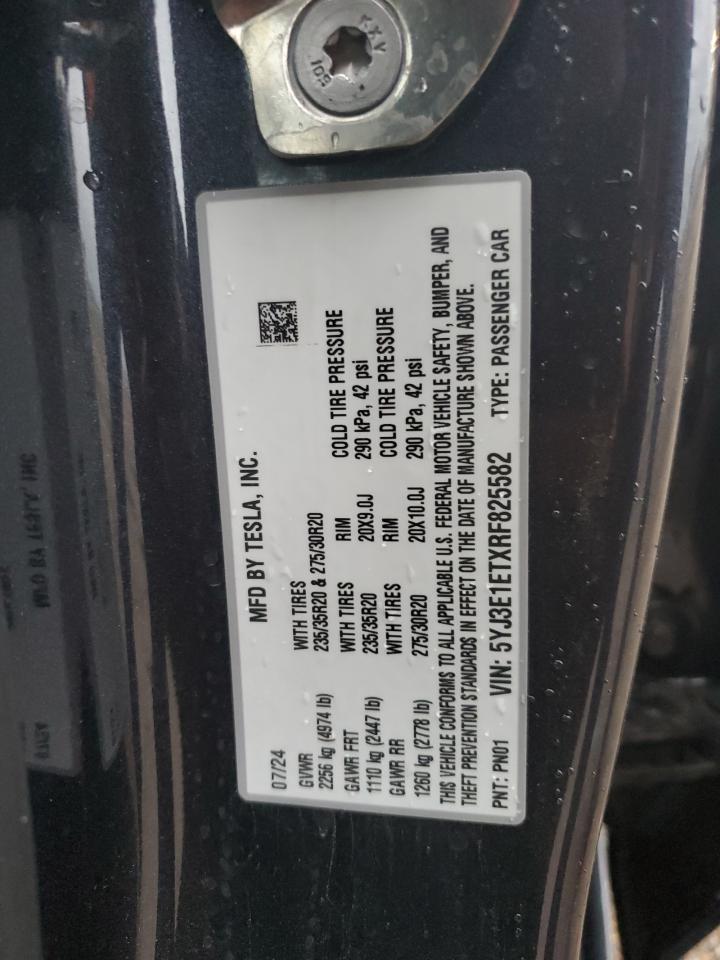 07/24 MFD BY TESLA, INC.
GVWR WITH TIRES
2256 kg (4974 lb) 235/35R20 & 275/30R20
GAWR FRT WITH TIRES RIM COLD TIRE PRESSURE
1110 kg (2447 lb) 235/35R20 20X9.0J 290 kPa, 42 psi
GAWR RR WITH TIRES RIM COLD TIRE PRESSURE
1260 kg (2778 lb) 275/30R20 20X10.0J 290 kPa, 42 psi
THIS VEHICLE CONFORMS TO ALL APPLICABLE U.S. FEDERAL MOTOR VEHICLE SAFETY, BUMPER, AND
THEFT PREVENTION STANDARDS IN EFFECT ON THE DATE OF MANUFACTURE SHOWN ABOVE.
PNT: PN01 VIN: 5YJ3E1ETXRF825582 TYPE: PASSENGER CAR